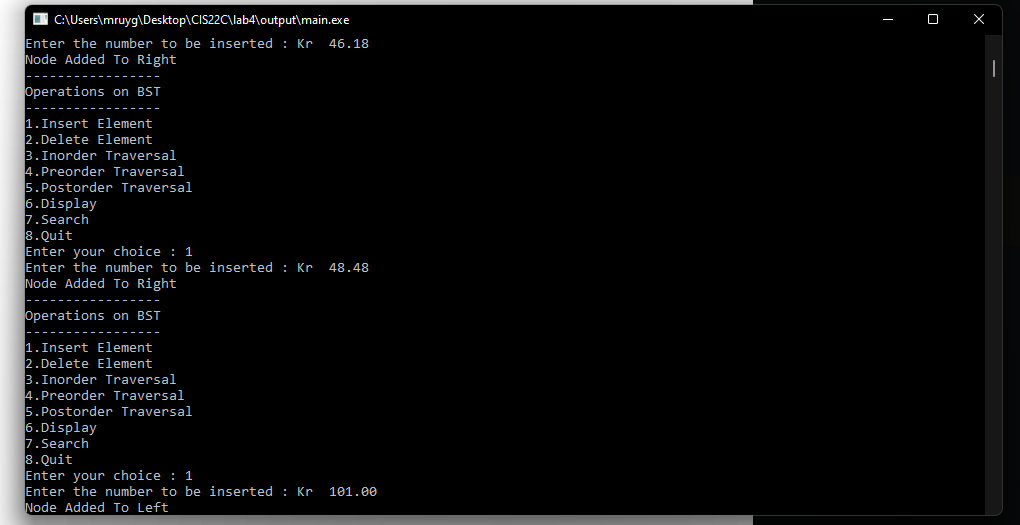 C:\Users\mruyg\Desktop\CIS22C\lab4\output\main.exe
Enter the number to be inserted : Kr  46.18
Node Added To Right
-----------------
Operations on BST
-----------------
1.Insert Element
2.Delete Element
3.Inorder Traversal
4.Preorder Traversal
5.Postorder Traversal
6.Display
7.Search
8.Quit
Enter your choice : 1
Enter the number to be inserted : Kr  48.48
Node Added To Right
-----------------
Operations on BST
-----------------
1.Insert Element
2.Delete Element
3.Inorder Traversal
4.Preorder Traversal
5.Postorder Traversal
6.Display
7.Search
8.Quit
Enter your choice : 1
Enter the number to be inserted : Kr  101.00
Node Added To Left